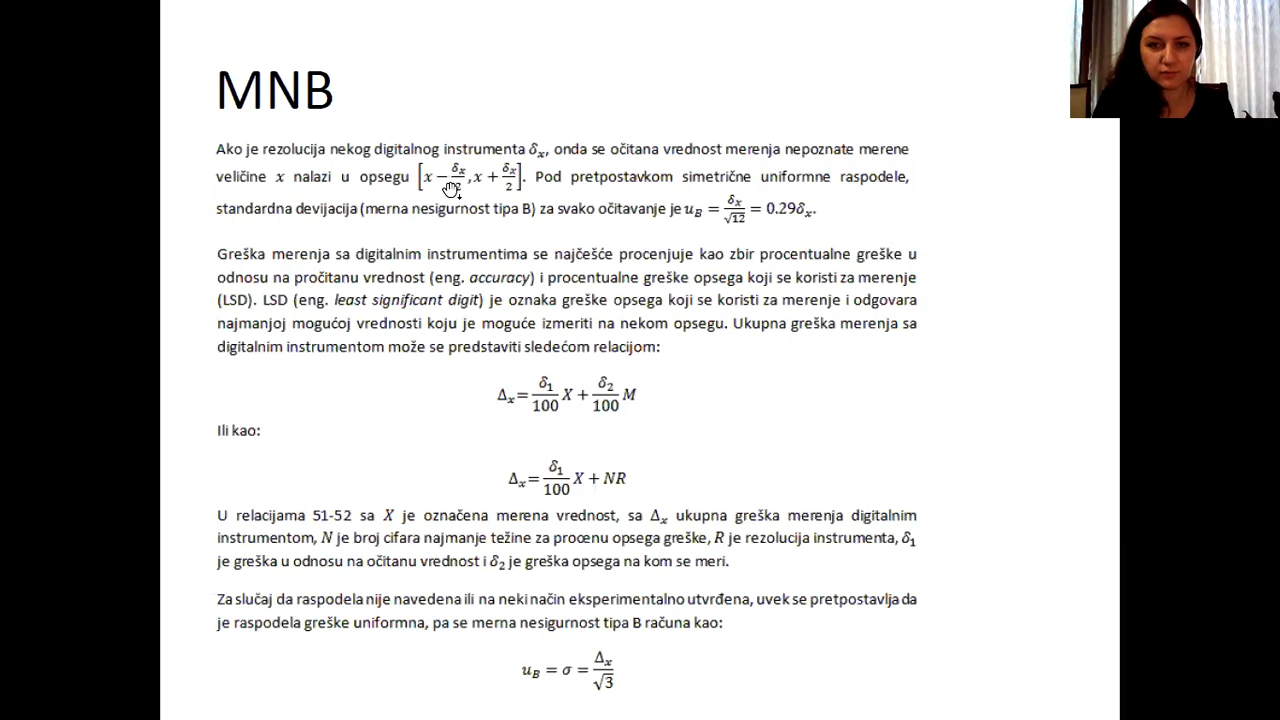 MNB
Ako je rezolucija nekog digitalnog instrumenta δₓ, onda se očitana vrednost merenja nepoznate merene
veličine x nalazi u opsegu [x − δₓ/2, x + δₓ/2]. Pod pretpostavkom simetrične uniformne raspodele,
standardna devijacija (merna nesigurnost tipa B) za svako očitavanje je u_B = δₓ/√12 = 0.29δₓ.
Greška merenja sa digitalnim instrumentima se najčešće procenjuje kao zbir procentualne greške u
odnosu na pročitanu vrednost (eng. accuracy) i procentualne greške opsega koji se koristi za merenje
(LSD). LSD (eng. least significant digit) je oznaka greške opsega koji se koristi za merenje i odgovara
najmanjoj mogućoj vrednosti koju je moguće izmeriti na nekom opsegu. Ukupna greška merenja sa
digitalnim instrumentom može se predstaviti sledećom relacijom:
Δₓ= δ₁/100 X + δ₂/100 M
Ili kao:
Δₓ= δ₁/100 X + NR
U relacijama 51-52 sa X je označena merena vrednost, sa Δₓ ukupna greška merenja digitalnim
instrumentom, N je broj cifara najmanje težine za procenu opsega greške, R je rezolucija instrumenta, δ₁
je greška u odnosu na očitanu vrednost i δ₂ je greška opsega na kom se meri.
Za slučaj da raspodela nije navedena ili na neki način eksperimentalno utvrđena, uvek se pretpostavlja da
je raspodela greške uniformna, pa se merna nesigurnost tipa B računa kao:
u_B = σ = Δₓ/√3